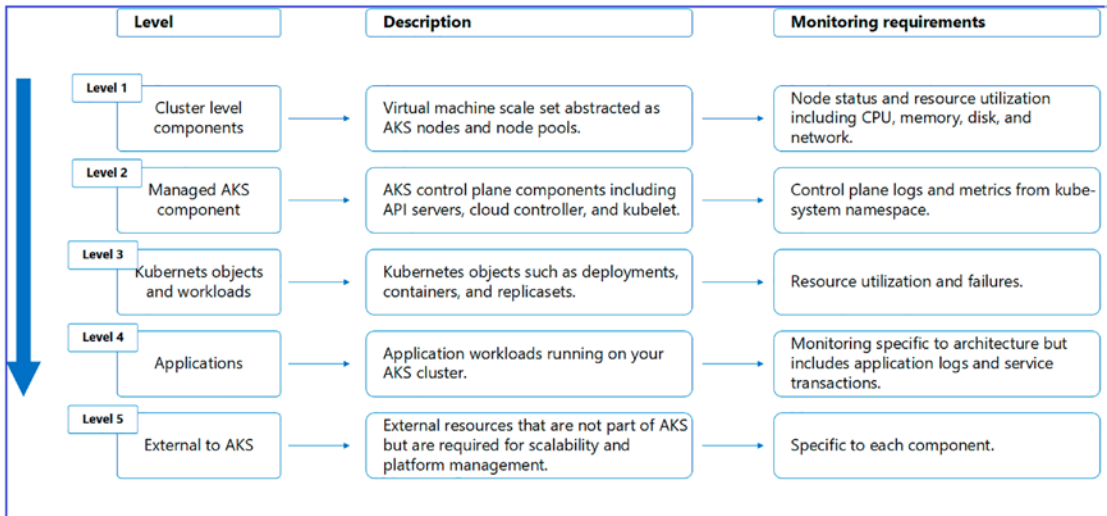 Level
Description
Monitoring requirements
Level 1
Cluster level
components
Virtual machine scale set abstracted as
AKS nodes and node pools.
Node status and resource utilization
including CPU, memory, disk, and
network.
Level 2
Managed AKS
component
AKS control plane components including
API servers, cloud controller, and kubelet.
Control plane logs and metrics from kube-
system namespace.
Level 3
Kubernets objects
and workloads
Kubernetes objects such as deployments,
containers, and replicasets.
Resource utilization and failures.
Level 4
Applications
Application workloads running on your
AKS cluster.
Monitoring specific to architecture but
includes application logs and service
transactions.
Level 5
External to AKS
External resources that are not part of AKS
but are required for scalability and
platform management.
Specific to each component.